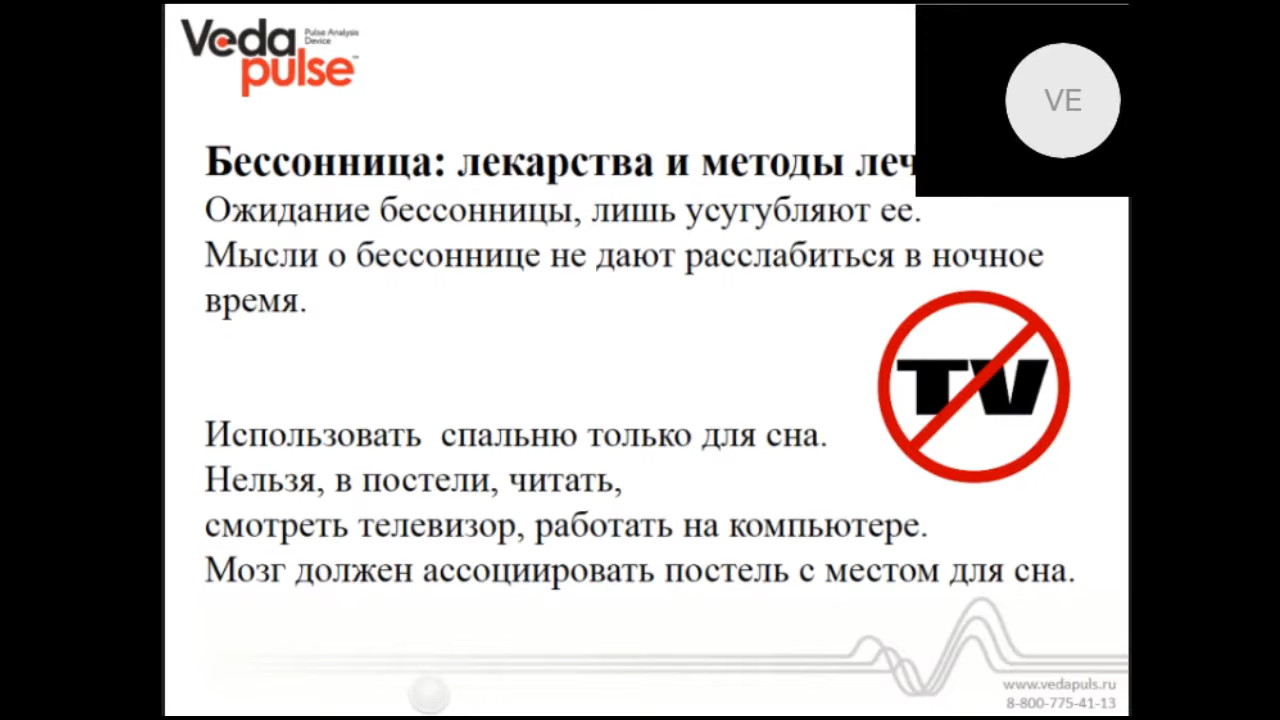 Veda
Pulse Analysis
Device
pulse
VE
Бессонница: лекарства и методы
Ожидание бессонницы, лишь усугубляют ее.
Мысли о бессоннице не дают расслабиться в ночное
время.
TV
Использовать спальню только для сна.
Нельзя, в постели, читать,
смотреть телевизор, работать на компьютере.
Мозг должен ассоциировать постель с местом для сна.
www.vedapuls.ru
8-800-775-41-13